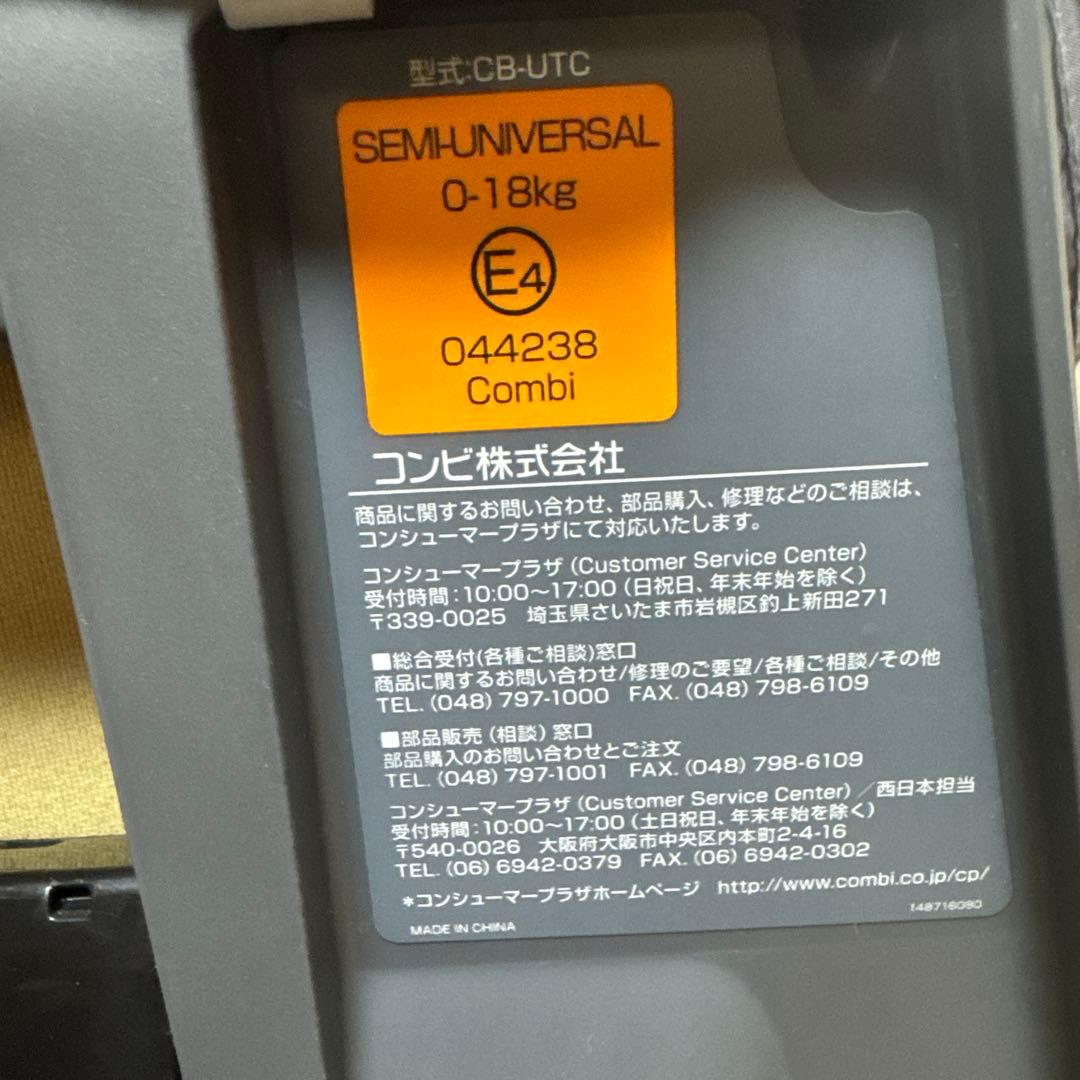 型式:CB-UTC
SEMI-UNIVERSAL
0-18kg
E4
044238
Combi
コンビ株式会社
商品に関するお問い合わせ、部品購入、修理などのご相談は、
コンシューマープラザにて対応いたします。
コンシューマープラザ (Customer Service Center)
受付時間:10:00～17:00 (日祝日、年末年始を除く)
〒339-0025 埼玉県さいたま市岩槻区釣上新田271
■総合受付(各種ご相談)窓口
商品に関するお問い合わせ/修理のご要望/各種ご相談/その他
TEL. (048) 797-1000 FAX. (048) 798-6109
■部品販売 (相談) 窓口
部品購入のお問い合わせとご注文
TEL. (048) 797-1001 FAX. (048) 798-6109
コンシューマープラザ (Customer Service Center) / 西日本担当
受付時間:10:00～17:00 (土日祝日、年末年始を除く)
〒540-0026 大阪府大阪市中央区内本町2-4-16
TEL. (06) 6942-0379 FAX. (06) 6942-0302
*コンシューマープラザホームページ http://www.combi.co.jp/cp/
148716080
MADE IN CHINA